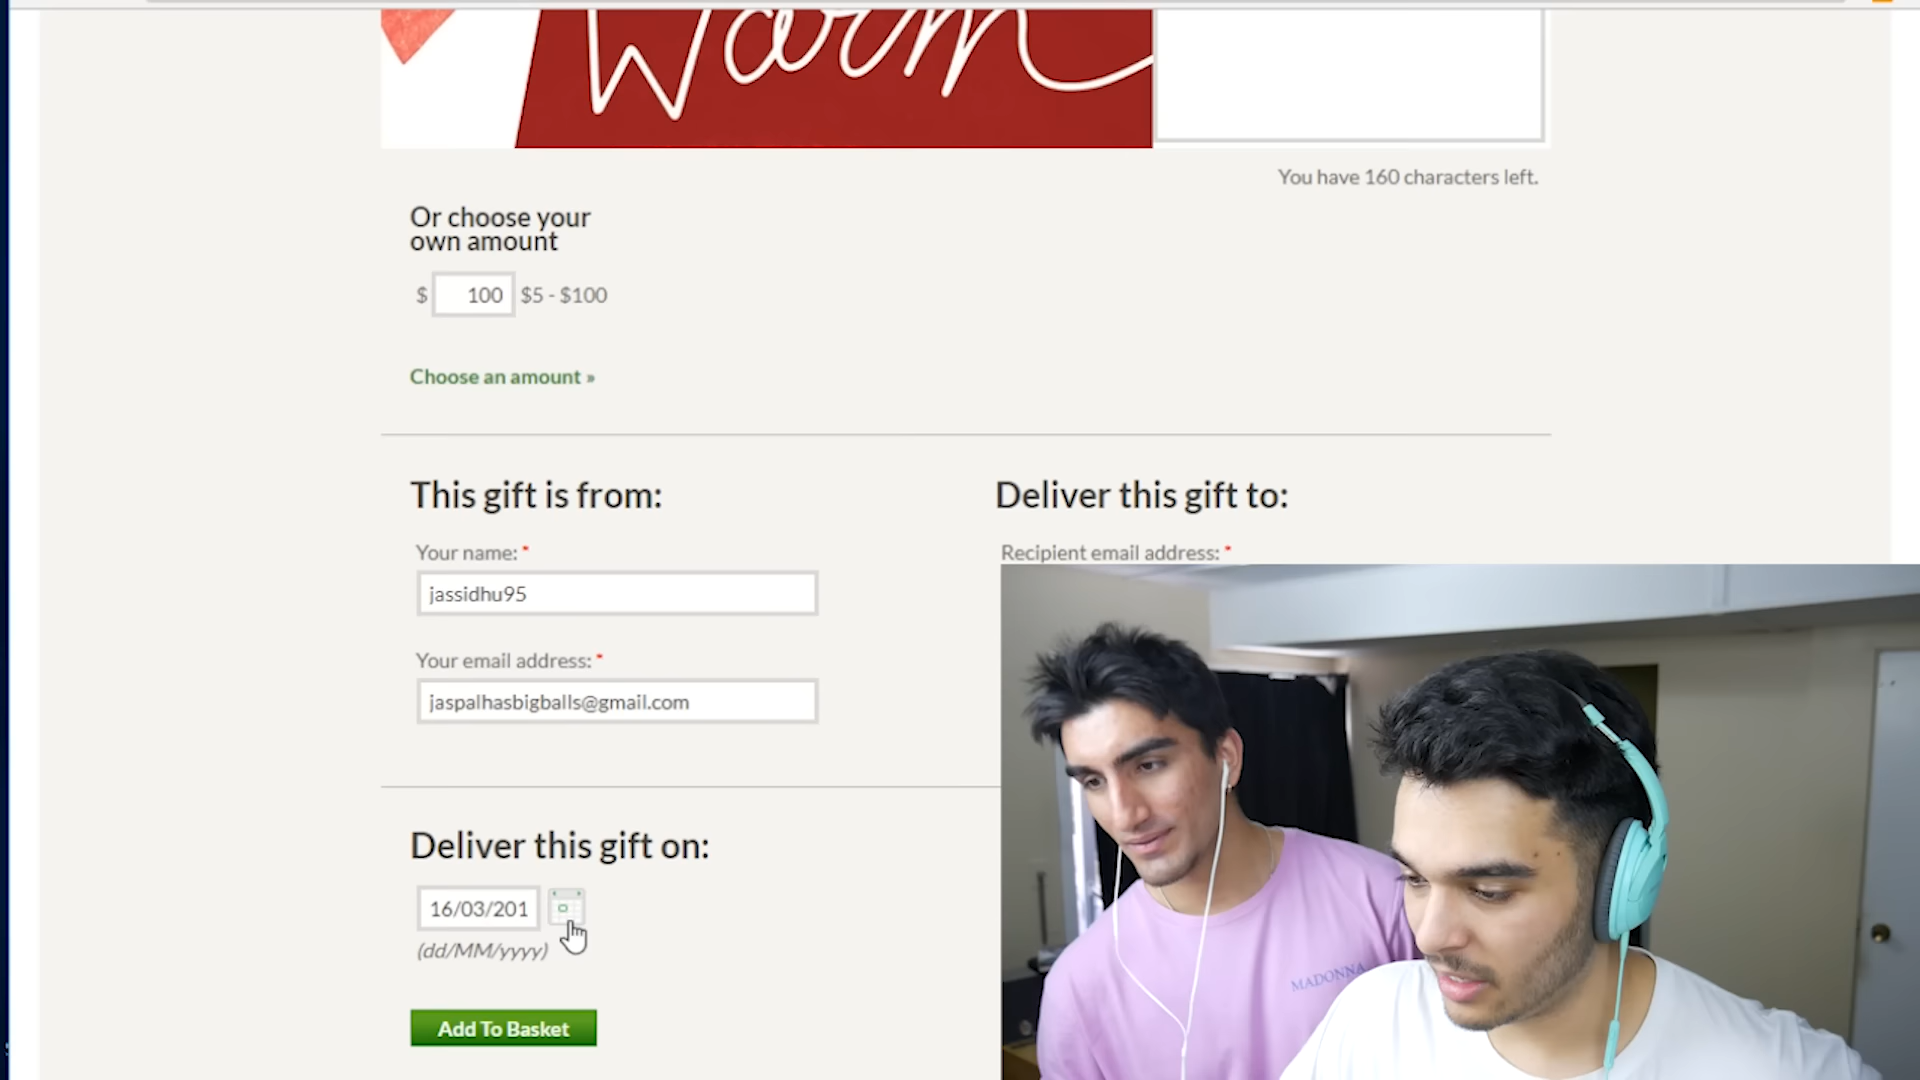 Warm
You have 160 characters left.
Or choose your
own amount
$ 100 $5 - $100
Choose an amount »
This gift is from:
Deliver this gift to:
Your name: *
Recipient email address: *
jassidhu95
Your email address: *
jaspalhasbigballs@gmail.com
Deliver this gift on:
16/03/201
(dd/MM/yyyy)
Add To Basket
MADONNA